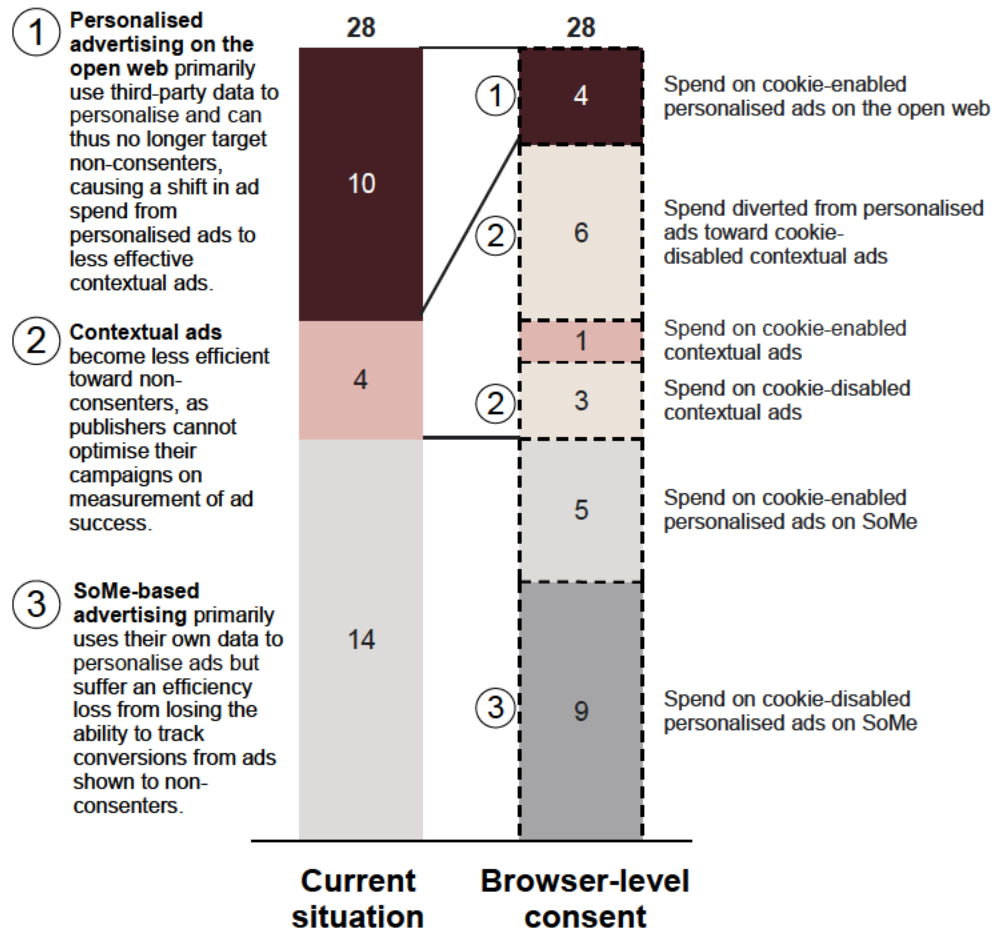 1
Personalised
advertising on the
open web primarily
use third-party data to
personalise and can
thus no longer target
non-consenters,
causing a shift in ad
spend from
personalised ads to
less effective
contextual ads.
2
Contextual ads
become less efficient
toward non-
consenters, as
publishers cannot
optimise their
campaigns on
measurement of ad
success.
3
SoMe-based
advertising primarily
uses their own data to
personalise ads but
suffer an efficiency
loss from losing the
ability to track
conversions from ads
shown to non-
consenters.
28
10
4
14
Current
situation
28
1
4
2
6
1
2
3
5
3
9
Browser-level
consent
Spend on cookie-enabled
personalised ads on the open web
Spend diverted from personalised
ads toward cookie-
disabled contextual ads
Spend on cookie-enabled
contextual ads
Spend on cookie-disabled
contextual ads
Spend on cookie-enabled
personalised ads on SoMe
Spend on cookie-disabled
personalised ads on SoMe